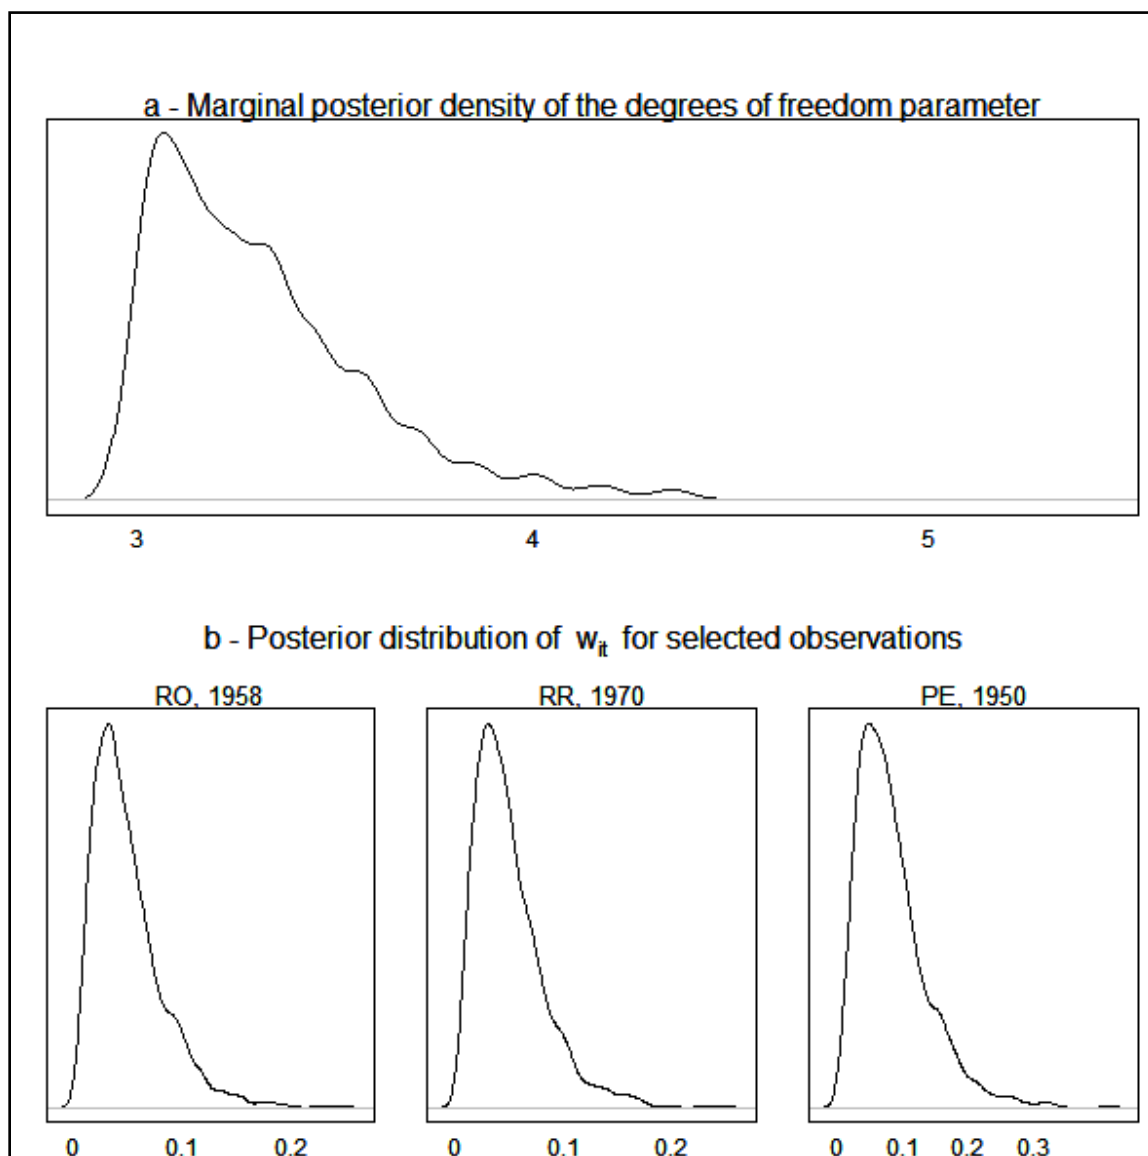 a - Marginal posterior density of the degrees of freedom parameter
3 4 5
b - Posterior distribution of w_it for selected observations
RO, 1958 RR, 1970 PE, 1950
0 0.1 0.2 0 0.1 0.2 0 0.1 0.2 0.3